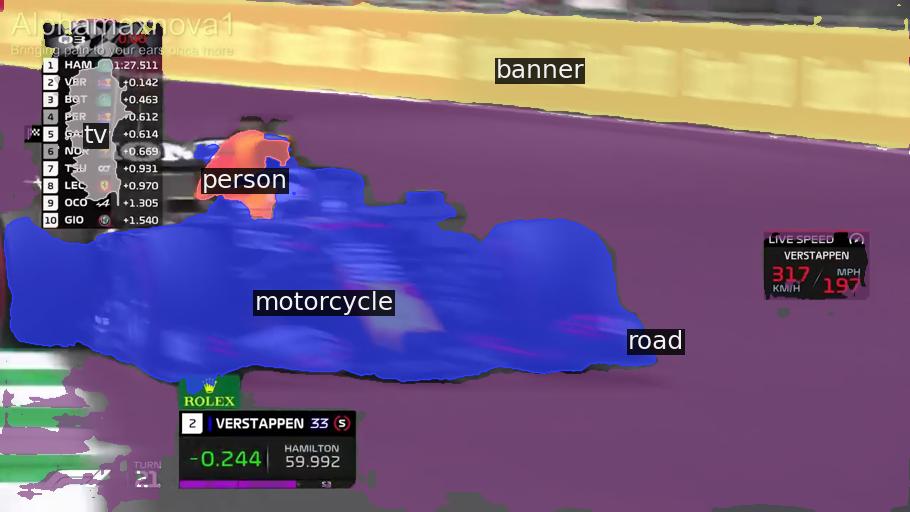 Alphamaxnova1
Bringing pain to your ears once more
Q3
1 HAM 1:27.511
2 VER +0.142
3 BOT +0.463
4 PER +0.612
5 +0.614
6 NOR +0.669
7 TSU +0.931
8 LEC +0.970
9 OCO +1.305
10 GIO +1.540
tv
banner
person
motorcycle
road
LIVE SPEED
VERSTAPPEN
317 KM/H / 197 MPH
ROLEX
2 VERSTAPPEN 33 S
-0.244 HAMILTON 59.992
TURN 21